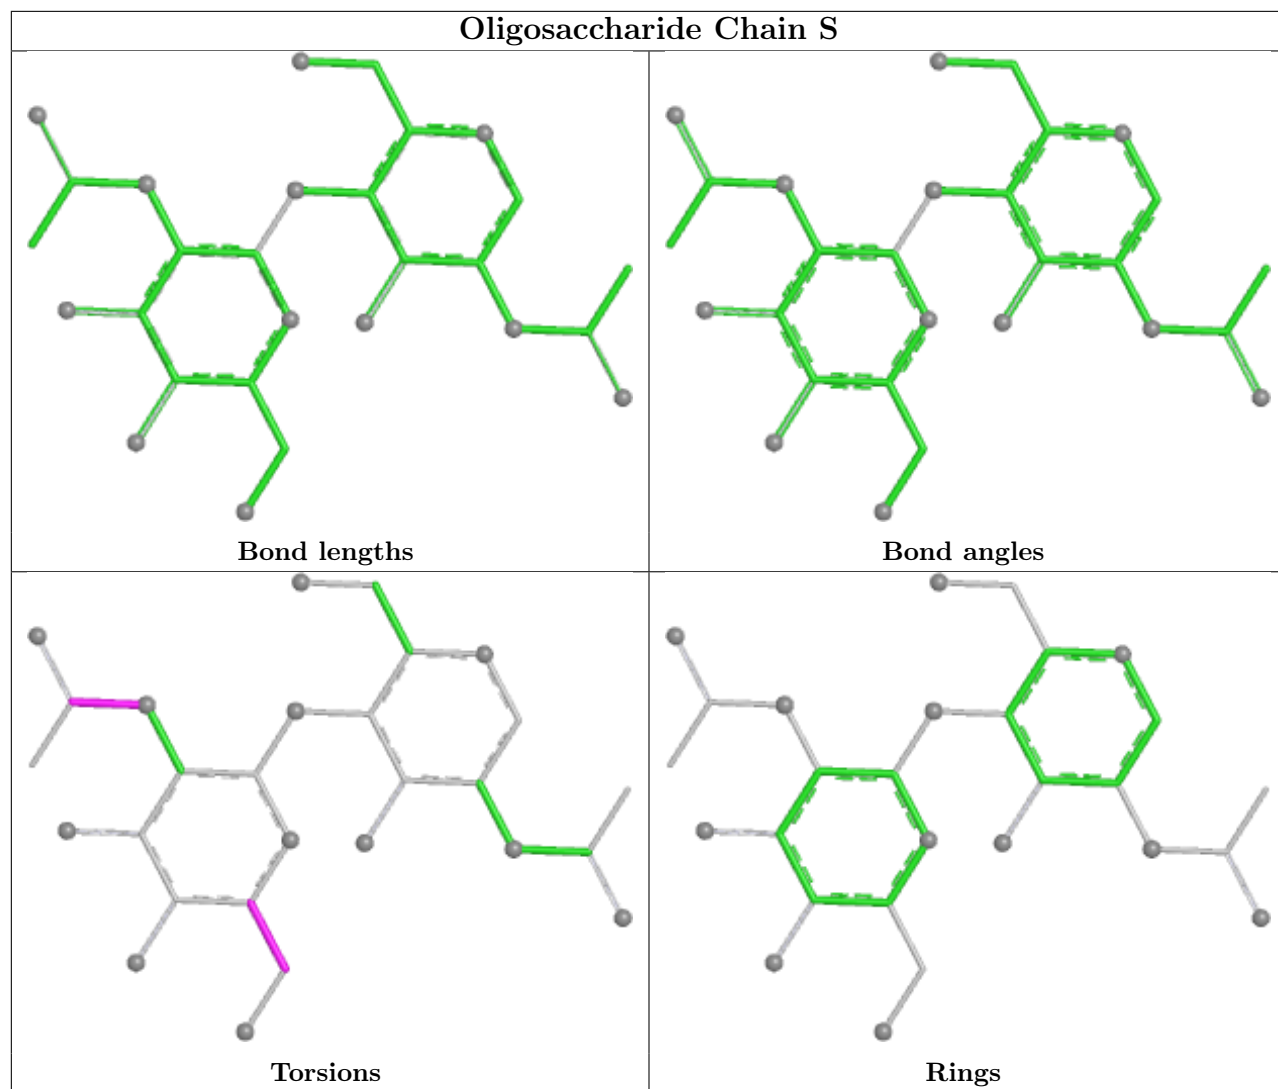 Oligosaccharide Chain S
Bond lengths
Bond angles
Torsions
Rings